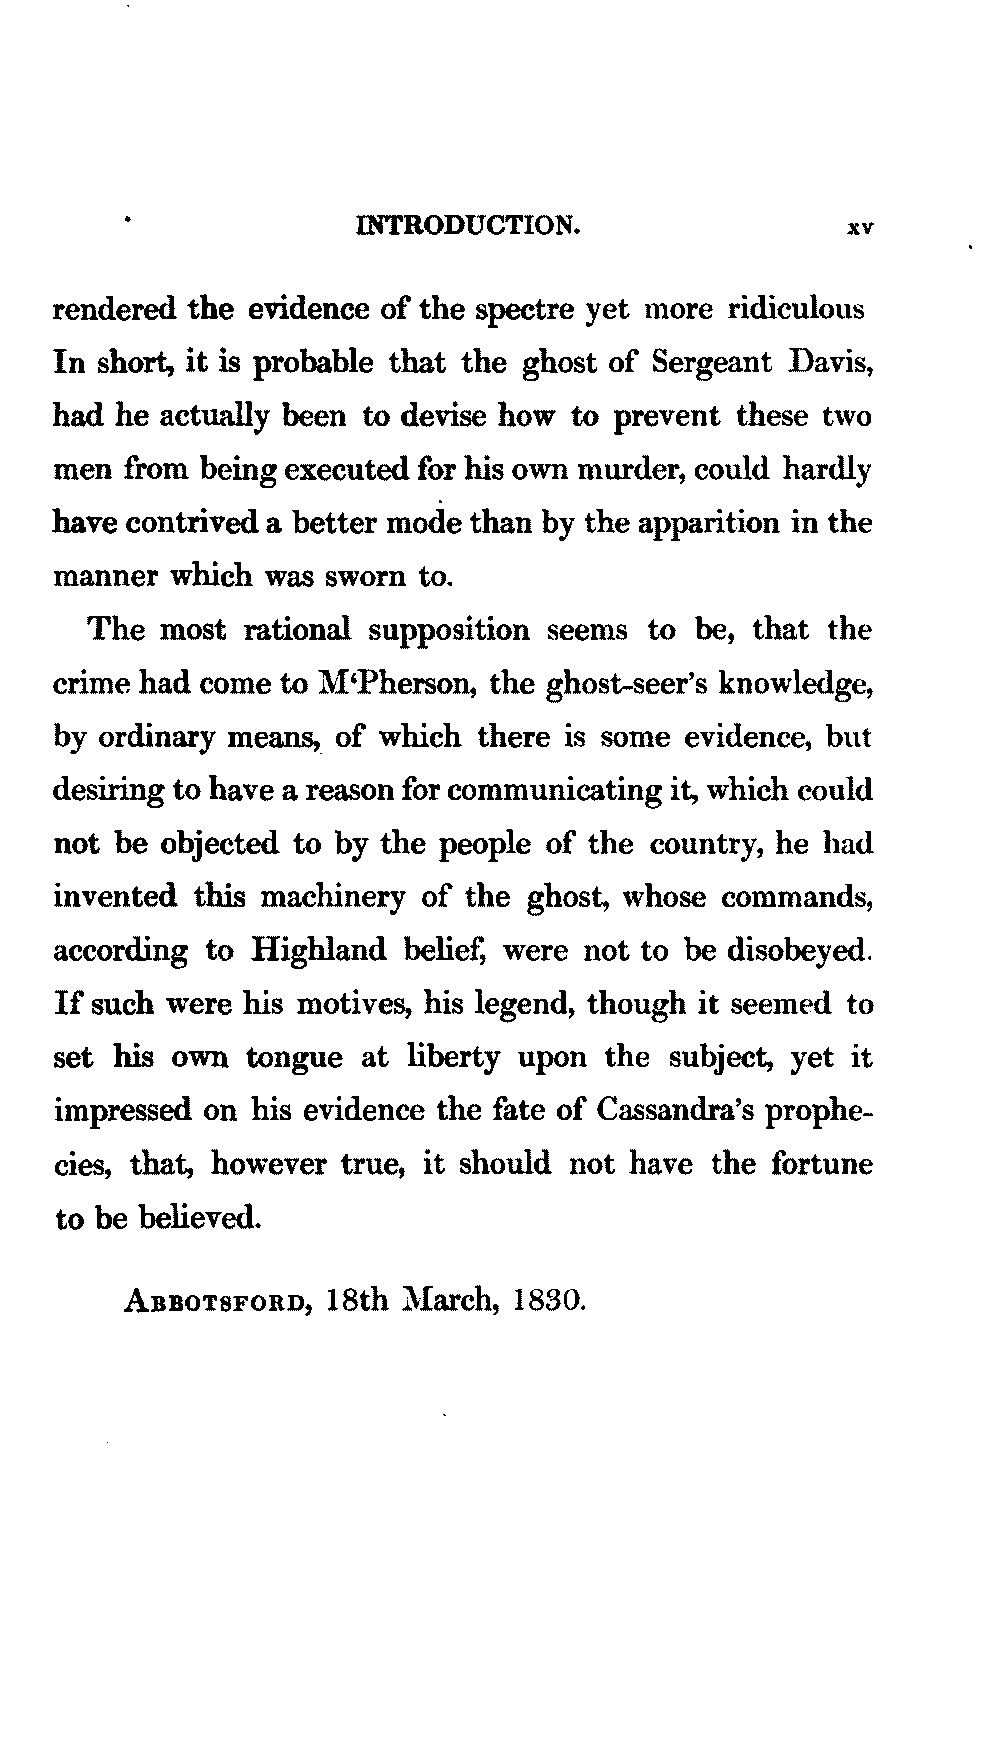 INTRODUCTION. xv
rendered the evidence of the spectre yet more ridiculous
In short, it is probable that the ghost of Sergeant Davis,
had he actually been to devise how to prevent these two
men from being executed for his own murder, could hardly
have contrived a better mode than by the apparition in the
manner which was sworn to.
The most rational supposition seems to be, that the
crime had come to M‘Pherson, the ghost-seer's knowledge,
by ordinary means, of which there is some evidence, but
desiring to have a reason for communicating it, which could
not be objected to by the people of the country, he had
invented this machinery of the ghost, whose commands,
according to Highland belief, were not to be disobeyed.
If such were his motives, his legend, though it seemed to
set his own tongue at liberty upon the subject, yet it
impressed on his evidence the fate of Cassandra's prophe-
cies, that, however true, it should not have the fortune
to be believed.
ABBOTSFORD, 18th March, 1830.